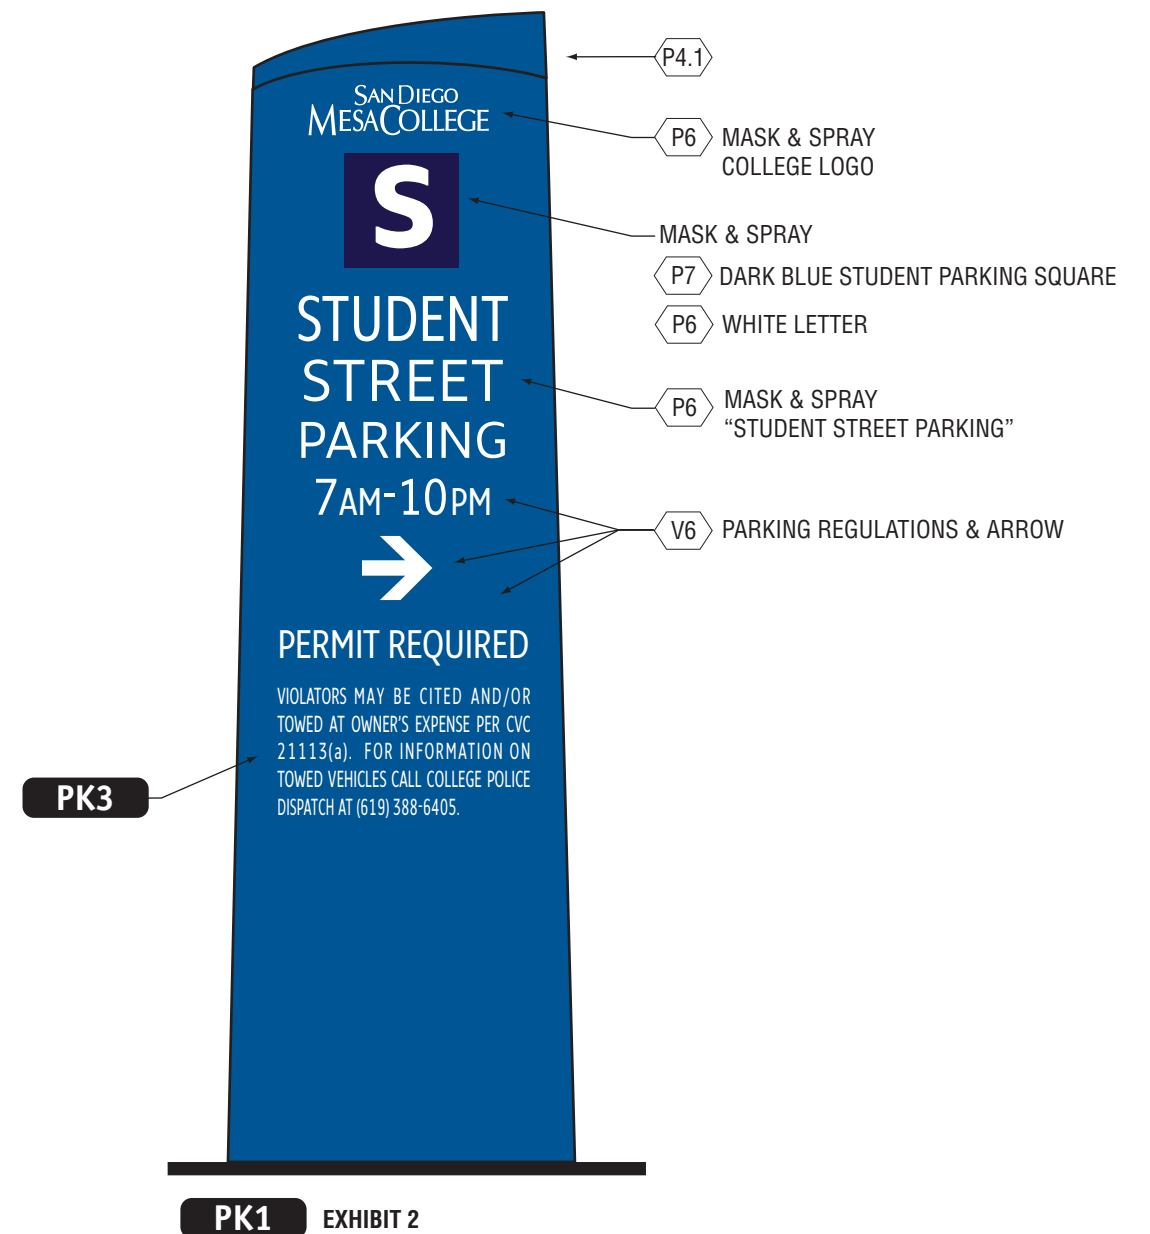 P4.1
SAN DIEGO
MESA COLLEGE
P6 MASK & SPRAY
COLLEGE LOGO
S
MASK & SPRAY
P7 DARK BLUE STUDENT PARKING SQUARE
P6 WHITE LETTER
STUDENT
STREET
PARKING
P6 MASK & SPRAY
“STUDENT STREET PARKING”
7AM-10PM
V6 PARKING REGULATIONS & ARROW
PERMIT REQUIRED
VIOLATORS MAY BE CITED AND/OR
TOWED AT OWNER'S EXPENSE PER CVC
21113(a). FOR INFORMATION ON
TOWED VEHICLES CALL COLLEGE POLICE
DISPATCH AT (619) 388-6405.
PK3
PK1 EXHIBIT 2